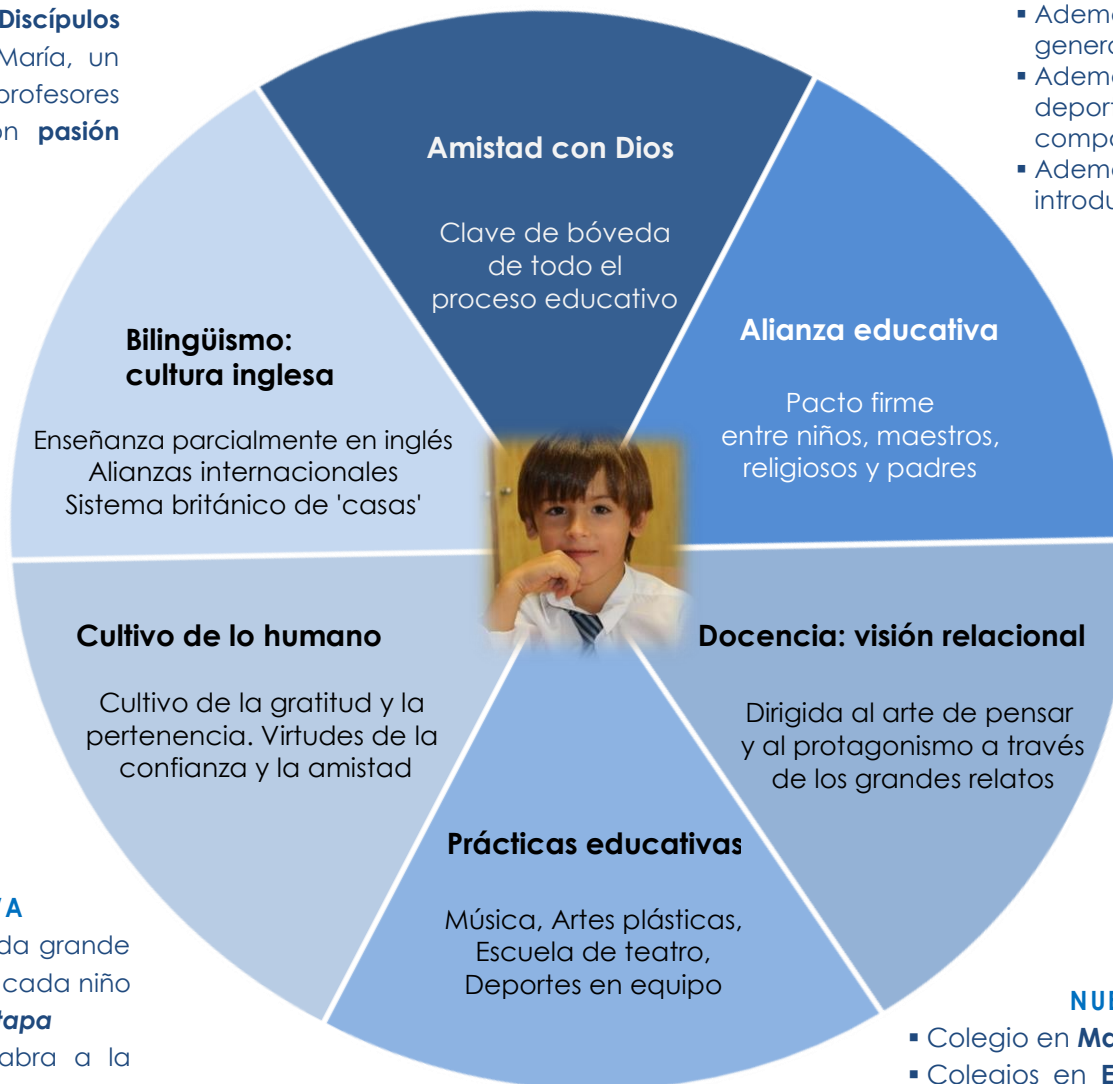 Discípulos
María, un
profesores
pasión
Amistad con Dios
Clave de bóveda
de todo el
proceso educativo
Alianza educativa
Pacto firme
entre niños, maestros,
religiosos y padres
Bilingüismo:
cultura inglesa
Enseñanza parcialmente en inglés
Alianzas internacionales
Sistema británico de 'casas'
Cultivo de lo humano
Cultivo de la gratitud y la
pertenencia. Virtudes de la
confianza y la amistad
Docencia: visión relacional
Dirigida al arte de pensar
y al protagonismo a través
de los grandes relatos
Prácticas educativas
Música, Artes plásticas,
Escuela de teatro,
Deportes en equipo
grande
cada niño
a la
▪ Colegio en
▪ Colegios en